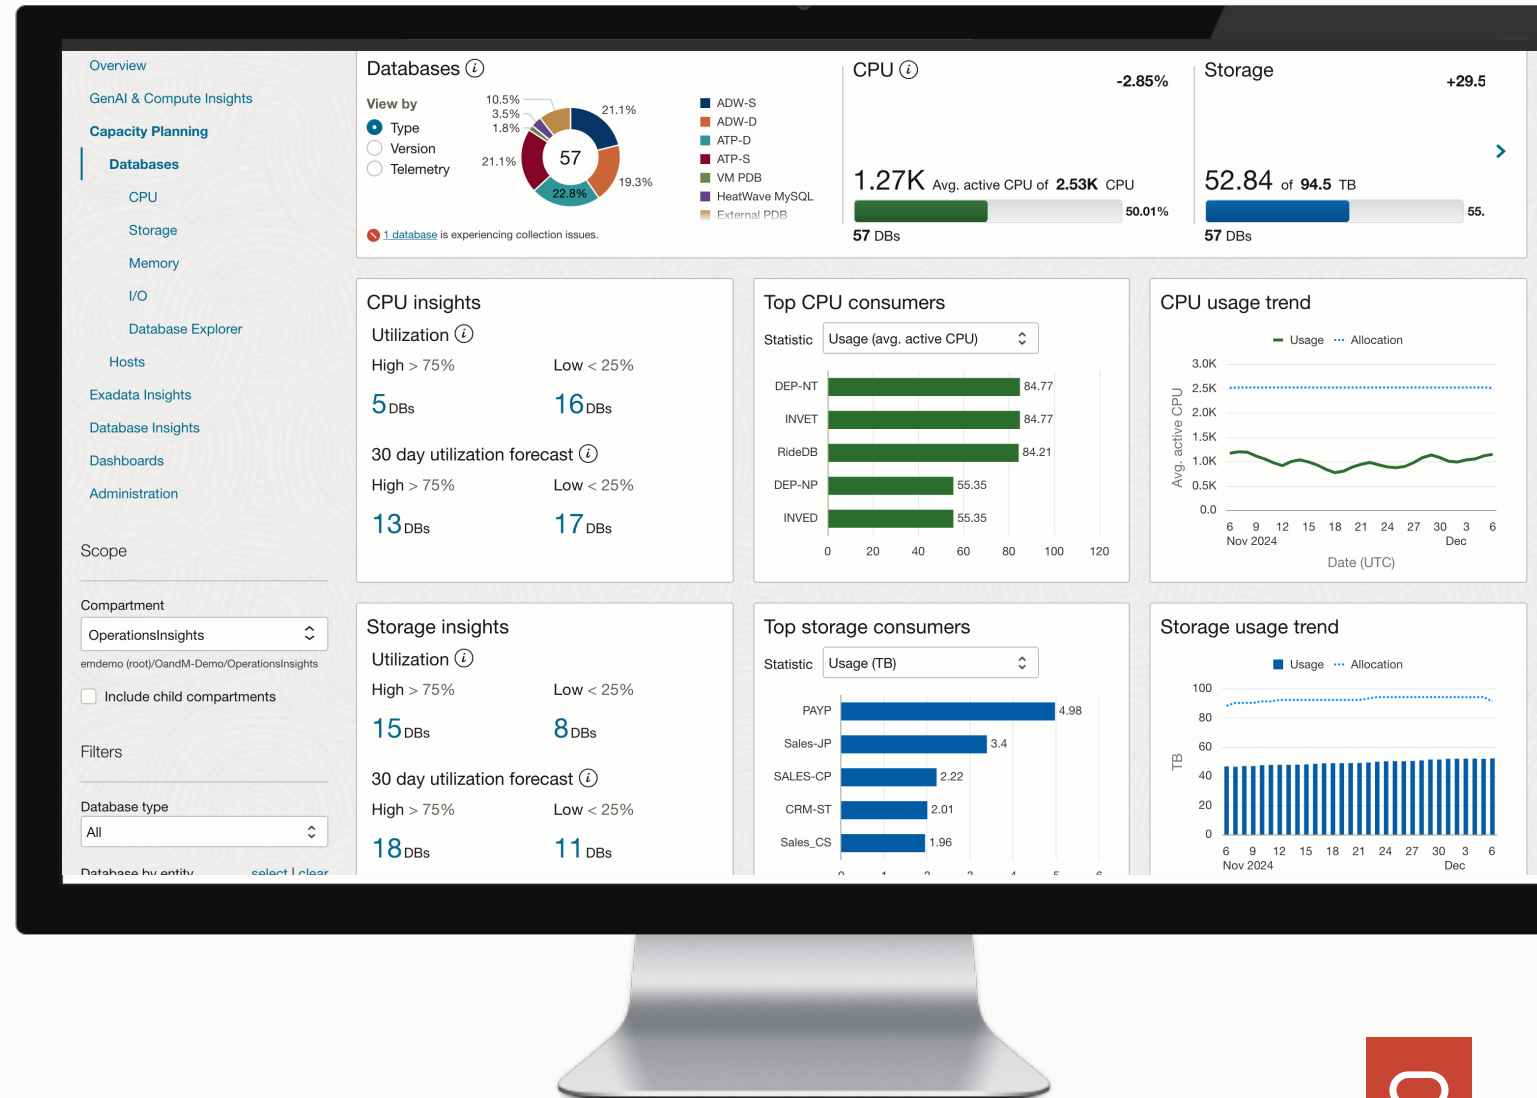 Overview
GenAI & Compute Insights
Capacity Planning
Databases
CPU
Storage
Memory
I/O
Database Explorer
Hosts
Exadata Insights
Database Insights
Dashboards
Administration
Scope
Compartment
OperationsInsights
emdemo (root)/OandM-Demo/OperationsInsights
Include child compartments
Filters
Database type
All
Database by entity select | clear
Databases
View by
Type
Version
Telemetry
10.5%
3.5%
1.8%
21.1%
21.1%
19.3%
22.8%
57
ADW-S
ADW-D
ATP-D
ATP-S
VM PDB
HeatWave MySQL
External PDB
1 database is experiencing collection issues.
CPU
-2.85%
1.27K Avg. active CPU of 2.53K CPU
50.01%
57 DBs
Storage
+29.5
52.84 of 94.5 TB
55.
57 DBs
CPU insights
Utilization
High > 75% Low < 25%
5 DBs 16 DBs
30 day utilization forecast
High > 75% Low < 25%
13 DBs 17 DBs
Top CPU consumers
Statistic Usage (avg. active CPU)
DEP-NT 84.77
INVET 84.77
RideDB 84.21
DEP-NP 55.35
INVED 55.35
0 20 40 60 80 100 120
CPU usage trend
Usage Allocation
Avg. active CPU
3.0K
2.5K
2.0K
1.5K
1.0K
0.5K
0.0
6 9 12 15 18 21 24 27 30 3 6
Nov 2024 Dec
Date (UTC)
Storage insights
Utilization
High > 75% Low < 25%
15 DBs 8 DBs
30 day utilization forecast
High > 75% Low < 25%
18 DBs 11 DBs
Top storage consumers
Statistic Usage (TB)
PAYP 4.98
Sales-JP 3.4
SALES-CP 2.22
CRM-ST 2.01
Sales_CS 1.96
0 1 2 3 4 5 6
Storage usage trend
Usage Allocation
TB
100
80
60
40
20
0
6 9 12 15 18 21 24 27 30 3 6
Nov 2024 Dec